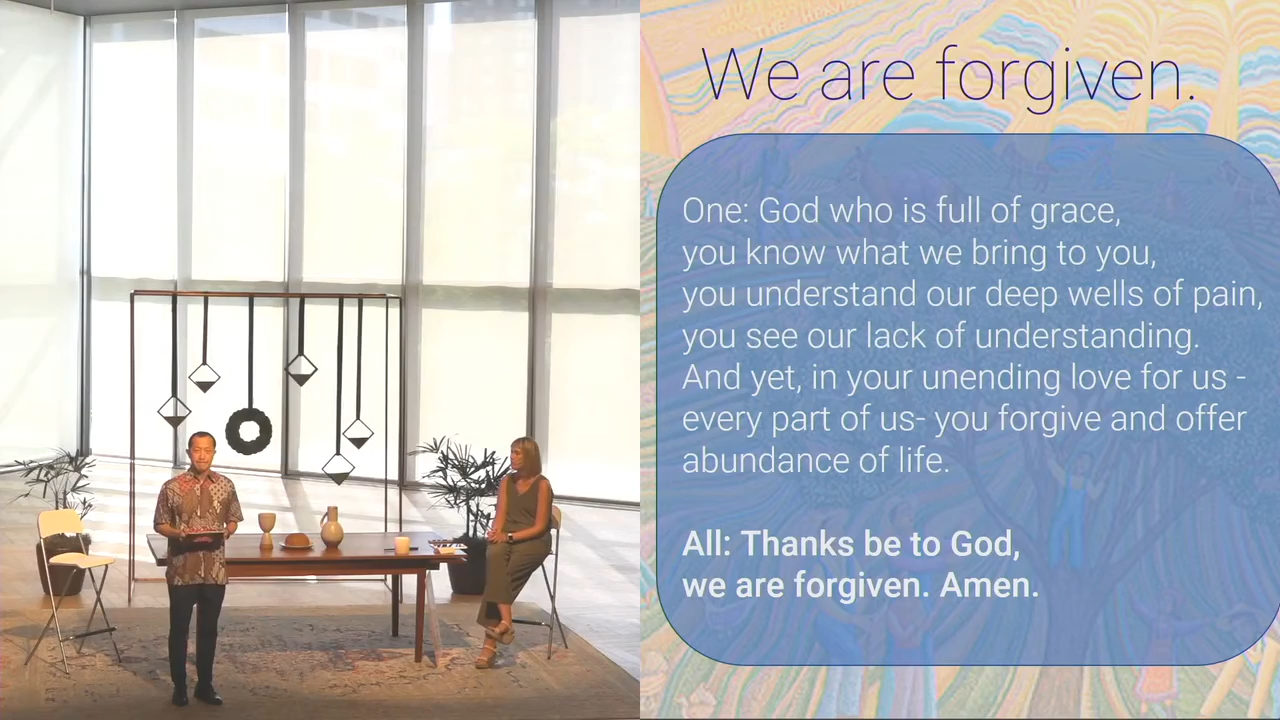 We are forgiven.
One: God who is full of grace,
you know what we bring to you,
you understand our deep wells of pain,
you see our lack of understanding.
And yet, in your unending love for us -
every part of us- you forgive and offer
abundance of life.
All: Thanks be to God,
we are forgiven. Amen.